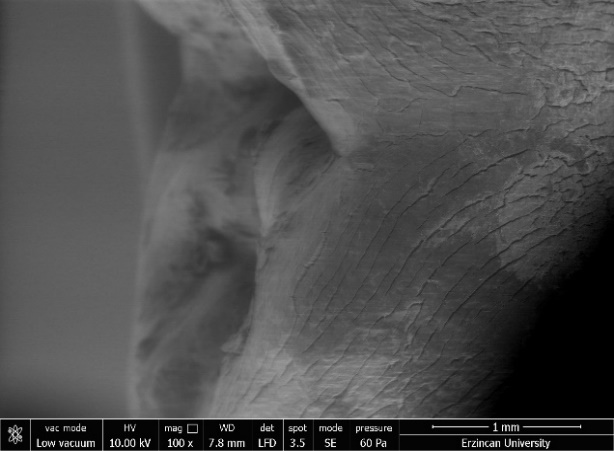 vac mode HV mag WD det spot mode pressure 1 mm
Low vacuum 10.00 kV 100 x 7.8 mm LFD 3.5 SE 60 Pa Erzincan University